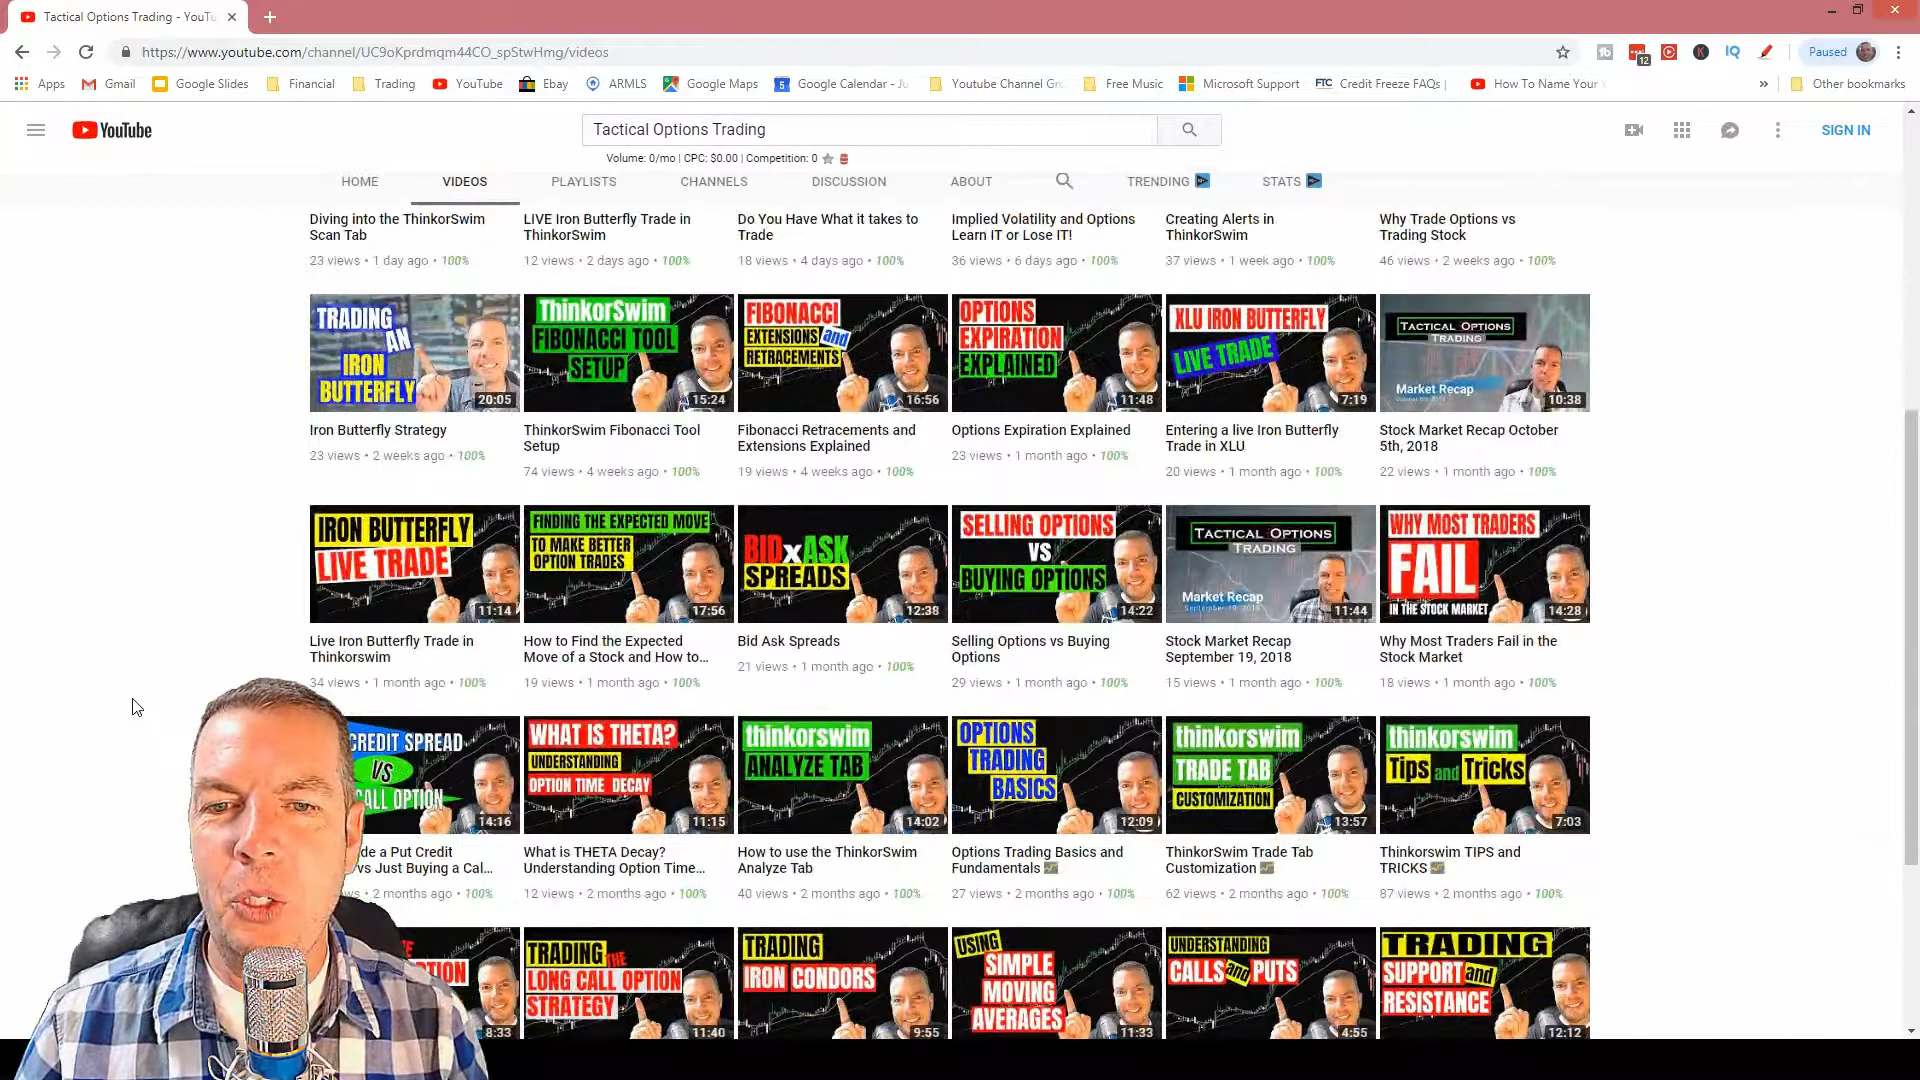 Tactical Options Trading - YouTu
https://www.youtube.com/channel/UC9oKprdmqm44CO_spStwHmg/videos
12
Paused
Apps Gmail Google Slides Financial Trading YouTube Ebay ARMLS Google Maps Google Calendar - Ju Youtube Channel Gro Free Music Microsoft Support FTC Credit Freeze FAQs | How To Name Your Other bookmarks
YouTube
Tactical Options Trading
SIGN IN
Volume: 0/mo | CPC: $0.00 | Competition: 0
HOME VIDEOS PLAYLISTS CHANNELS DISCUSSION ABOUT TRENDING STATS
Diving into the ThinkorSwim
Scan Tab
23 views • 1 day ago • 100%
LIVE Iron Butterfly Trade in
ThinkorSwim
12 views • 2 days ago • 100%
Do You Have What it takes to
Trade
18 views • 4 days ago • 100%
Implied Volatility and Options
Learn IT or Lose IT!
36 views • 6 days ago • 100%
Creating Alerts in
ThinkorSwim
37 views • 1 week ago • 100%
Why Trade Options vs
Trading Stock
46 views • 2 weeks ago • 100%
TRADING
AN
IRON
BUTTERFLY
20:05
Iron Butterfly Strategy
23 views • 2 weeks ago • 100%
ThinkorSwim
FIBONACCI TOOL
SETUP
15:24
ThinkorSwim Fibonacci Tool
Setup
74 views • 4 weeks ago • 100%
FIBONACCI
EXTENSIONS and
RETRACEMENTS
16:56
Fibonacci Retracements and
Extensions Explained
19 views • 4 weeks ago • 100%
OPTIONS
EXPIRATION
EXPLAINED
11:48
Options Expiration Explained
23 views • 1 month ago • 100%
XLU IRON BUTTERFLY
LIVE TRADE
7:19
Entering a live Iron Butterfly
Trade in XLU
20 views • 1 month ago • 100%
TACTICAL OPTIONS
TRADING
Market Recap
10:38
Stock Market Recap October
5th, 2018
22 views • 1 month ago • 100%
IRON BUTTERFLY
LIVE TRADE
11:14
Live Iron Butterfly Trade in
Thinkorswim
34 views • 1 month ago • 100%
FINDING THE EXPECTED MOVE
TO MAKE BETTER
OPTION TRADES
17:56
How to Find the Expected
Move of a Stock and How to...
19 views • 1 month ago • 100%
BID x ASK
SPREADS
12:38
Bid Ask Spreads
21 views • 1 month ago • 100%
SELLING OPTIONS
VS
BUYING OPTIONS
14:22
Selling Options vs Buying
Options
29 views • 1 month ago • 100%
TACTICAL OPTIONS
TRADING
Market Recap
September 19, 2018
11:44
Stock Market Recap
September 19, 2018
15 views • 1 month ago • 100%
WHY MOST TRADERS
FAIL
IN THE STOCK MARKET
14:28
Why Most Traders Fail in the
Stock Market
18 views • 1 month ago • 100%
CREDIT SPREAD
VS
CALL OPTION
14:16
de a Put Credit
vs Just Buying a Cal...
ws • 2 months ago • 100%
WHAT IS THETA?
UNDERSTANDING
OPTION TIME DECAY
11:15
What is THETA Decay?
Understanding Option Time...
12 views • 2 months ago • 100%
thinkorswim
ANALYZE TAB
14:02
How to use the ThinkorSwim
Analyze Tab
40 views • 2 months ago • 100%
OPTIONS
TRADING
BASICS
12:09
Options Trading Basics and
Fundamentals
27 views • 2 months ago • 100%
thinkorswim
TRADE TAB
CUSTOMIZATION
13:57
ThinkorSwim Trade Tab
Customization
62 views • 2 months ago • 100%
thinkorswim
Tips and Tricks
7:03
Thinkorswim TIPS and
TRICKS
87 views • 2 months ago • 100%
8:33
TRADING THE
LONG CALL OPTION
STRATEGY
11:40
TRADING
IRON CONDORS
9:55
USING
SIMPLE
MOVING
AVERAGES
11:33
UNDERSTANDING
CALLS and PUTS
4:55
TRADING
SUPPORT and
RESISTANCE
12:12